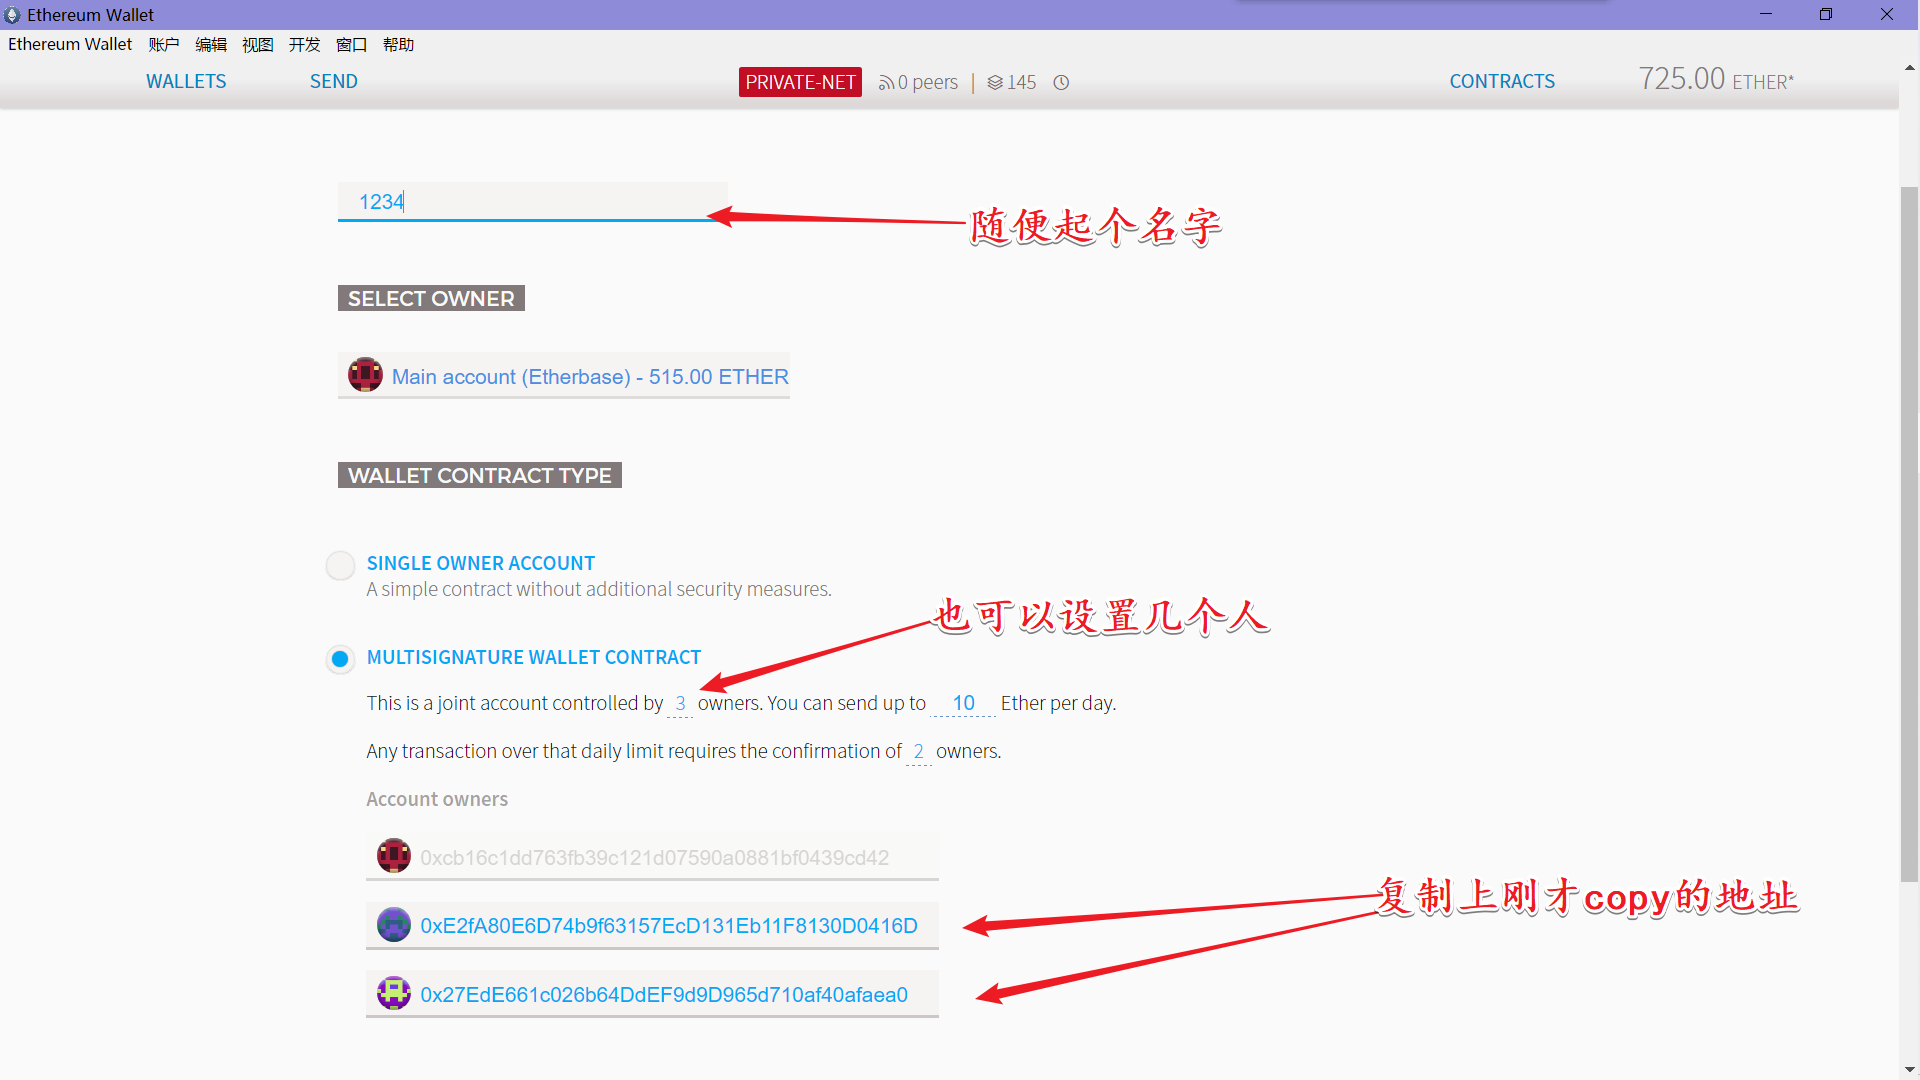 Ethereum Wallet
Ethereum Wallet 账户 编辑 视图 开发 窗口 帮助
WALLETS SEND PRIVATE-NET 0 peers | 145 CONTRACTS 725.00 ETHER*
1234
随便起个名字
SELECT OWNER
Main account (Etherbase) - 515.00 ETHER
WALLET CONTRACT TYPE
SINGLE OWNER ACCOUNT
A simple contract without additional security measures.
也可以设置几个人
MULTISIGNATURE WALLET CONTRACT
This is a joint account controlled by 3 owners. You can send up to 10 Ether per day.
Any transaction over that daily limit requires the confirmation of 2 owners.
Account owners
0xcb16c1dd763fb39c121d07590a0881bf0439cd42
复制上刚才copy的地址
0xE2fA80E6D74b9f63157EcD131Eb11F8130D0416D
0x27EdE661c026b64DdEF9d9D965d710af40afaea0